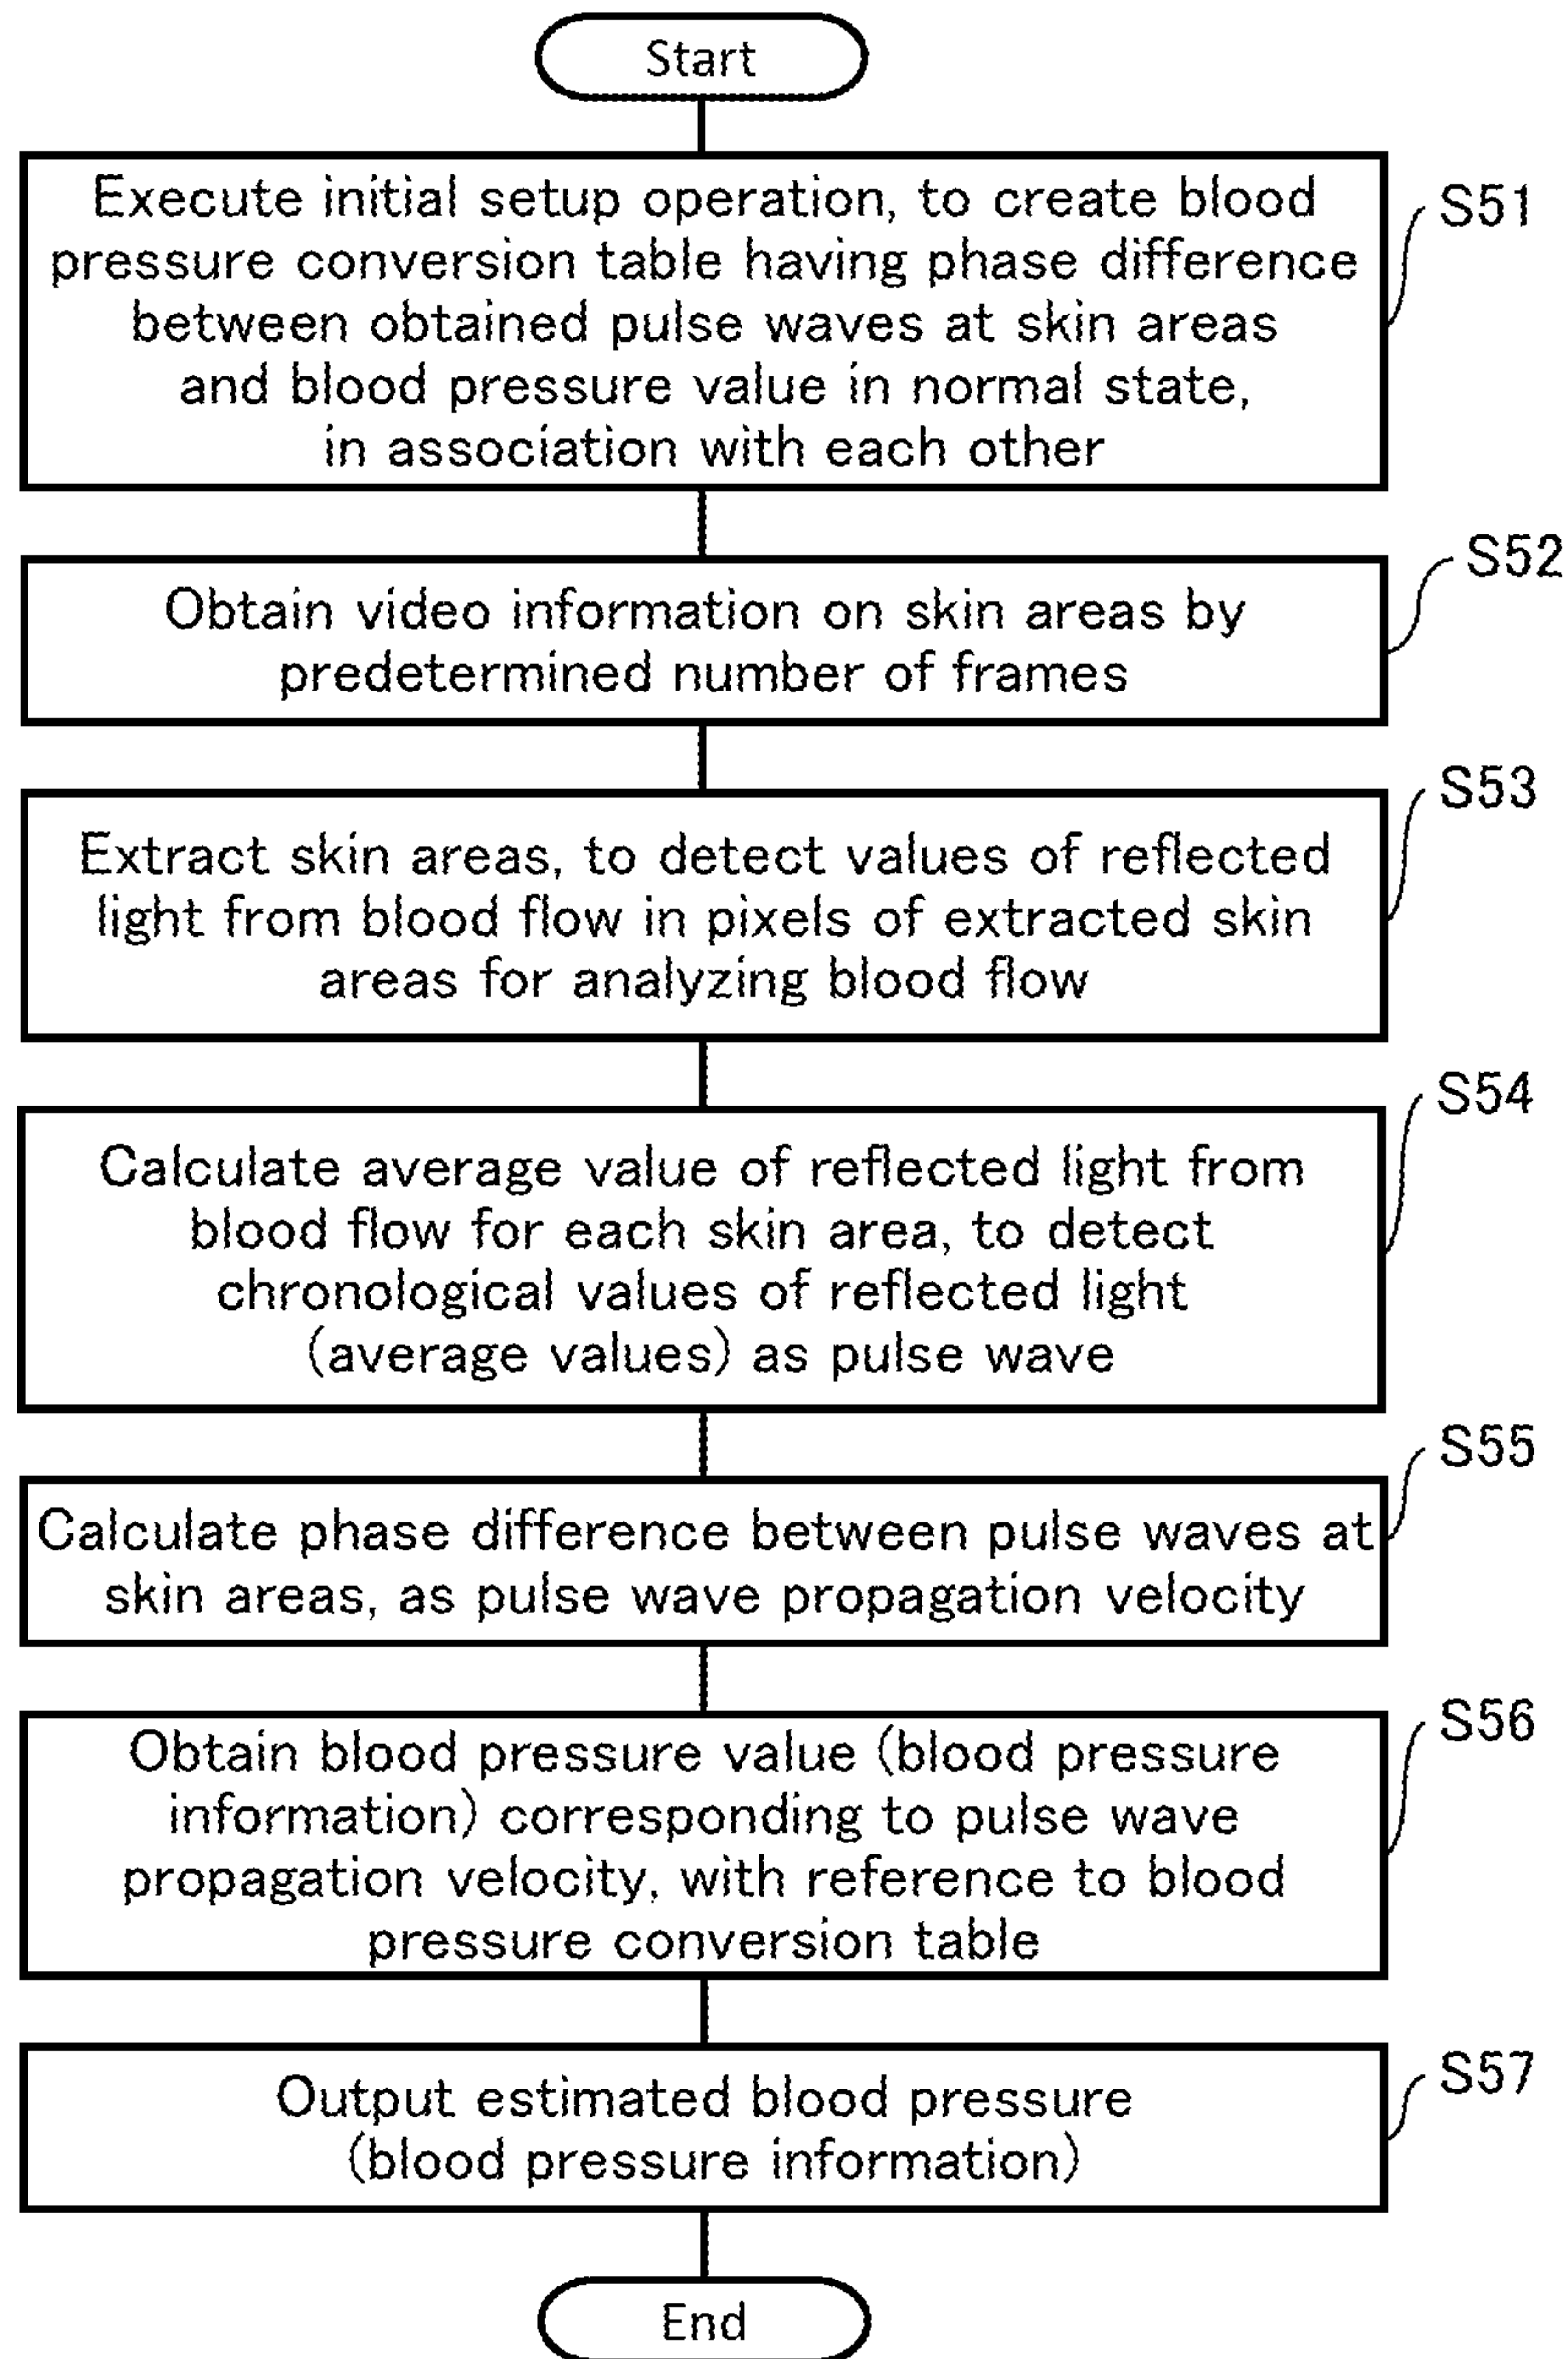 Start
Execute initial setup operation, to create blood
pressure conversion table having phase difference
between obtained pulse waves at skin areas
and blood pressure value in normal state,
in association with each other
S51
Obtain video information on skin areas by
predetermined number of frames
S52
Extract skin areas, to detect values of reflected
light from blood flow in pixels of extracted skin
areas for analyzing blood flow
S53
Calculate average value of reflected light from
blood flow for each skin area, to detect
chronological values of reflected light
(average values) as pulse wave
S54
Calculate phase difference between pulse waves at
skin areas, as pulse wave propagation velocity
S55
Obtain blood pressure value (blood pressure
information) corresponding to pulse wave
propagation velocity, with reference to blood
pressure conversion table
S56
Output estimated blood pressure
(blood pressure information)
S57
End